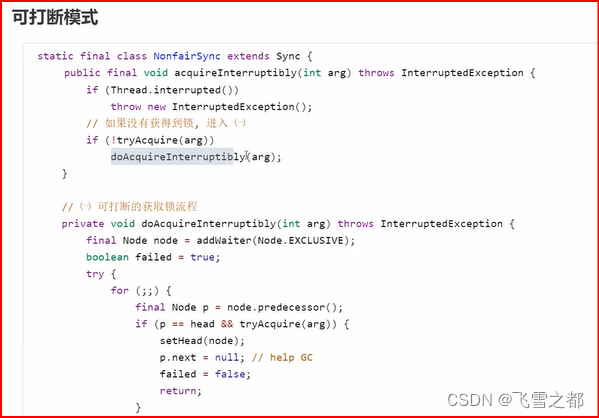 可打断模式
static final class NonfairSync extends Sync {
public final void acquireInterruptibly(int arg) throws InterruptedException {
if (Thread.interrupted())
throw new InterruptedException();
// 如果没有获得到锁, 进入 ㈠
if (!tryAcquire(arg))
doAcquireInterruptibly(arg);
}
// ㈠ 可打断的获取锁流程
private void doAcquireInterruptibly(int arg) throws InterruptedException {
final Node node = addWaiter(Node.EXCLUSIVE);
boolean failed = true;
try {
for (;;) {
final Node p = node.predecessor();
if (p == head && tryAcquire(arg)) {
setHead(node);
p.next = null; // help GC
failed = false;
return;
}
CSDN @飞雪之都